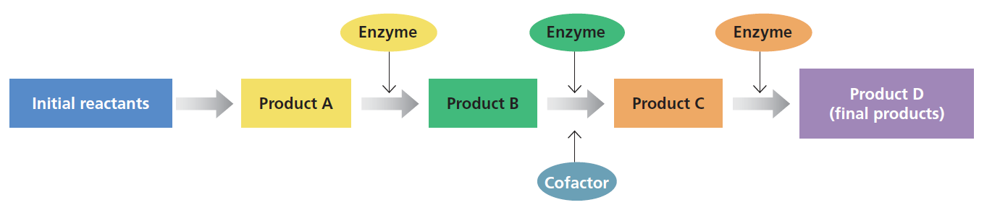 Enzyme
Enzyme
Enzyme
Initial reactants
Product A
Product B
Product C
Product D
(final products)
Cofactor